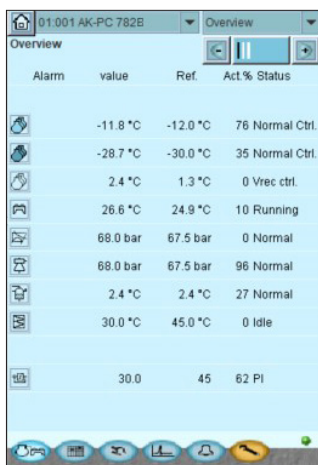 01:001 AK-PC 782B Overview
Overview
Alarm value Ref. Act.% Status
-11.8 °C -12.0 °C 76 Normal Ctrl.
-28.7 °C -30.0 °C 35 Normal Ctrl.
2.4 °C 1.3 °C 0 Vrec ctrl.
26.6 °C 24.9 °C 10 Running
68.0 bar 67.5 bar 0 Normal
68.0 bar 67.5 bar 96 Normal
2.4 °C 2.4 °C 27 Normal
30.0 °C 45.0 °C 0 Idle
30.0 45 62 PI